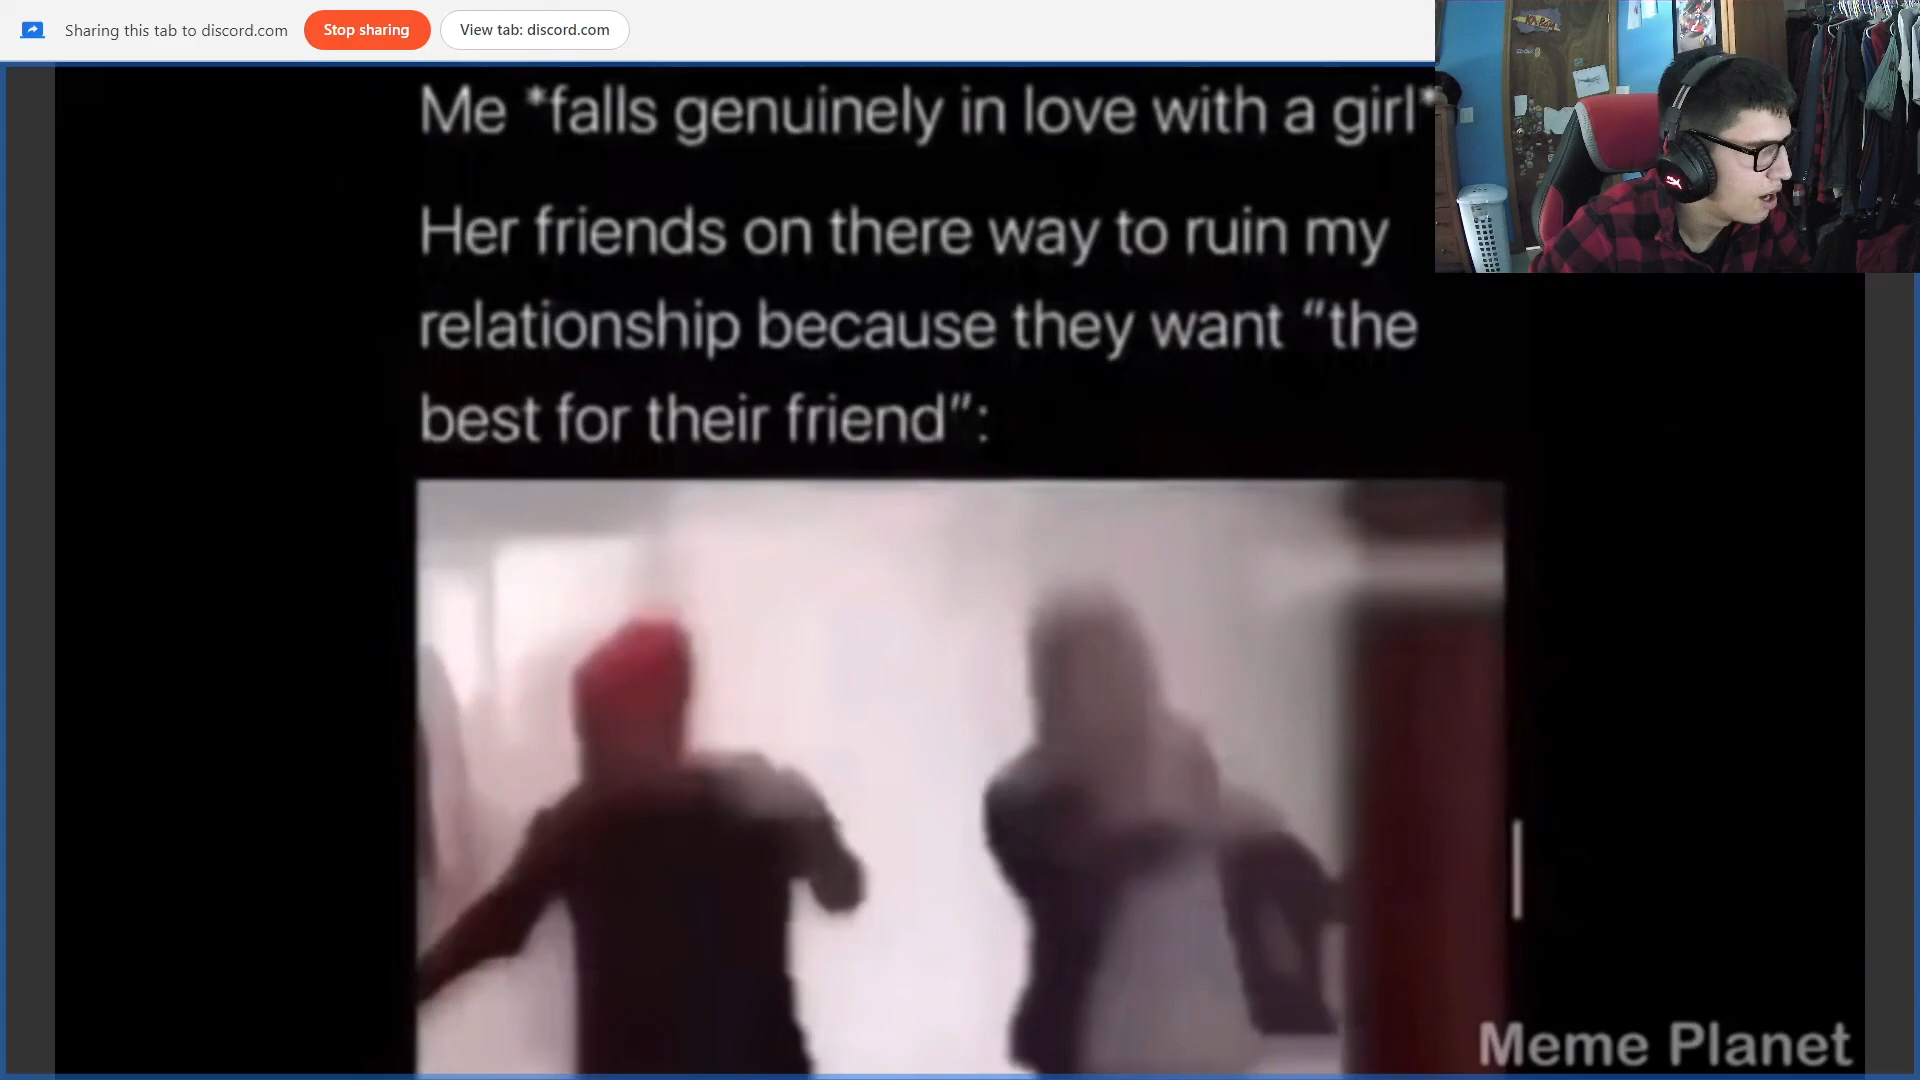 Sharing this tab to discord.com
Stop sharing
View tab: discord.com
Me *falls genuinely in love with a girl*
Her friends on there way to ruin my
relationship because they want “the
best for their friend”:
Meme Planet